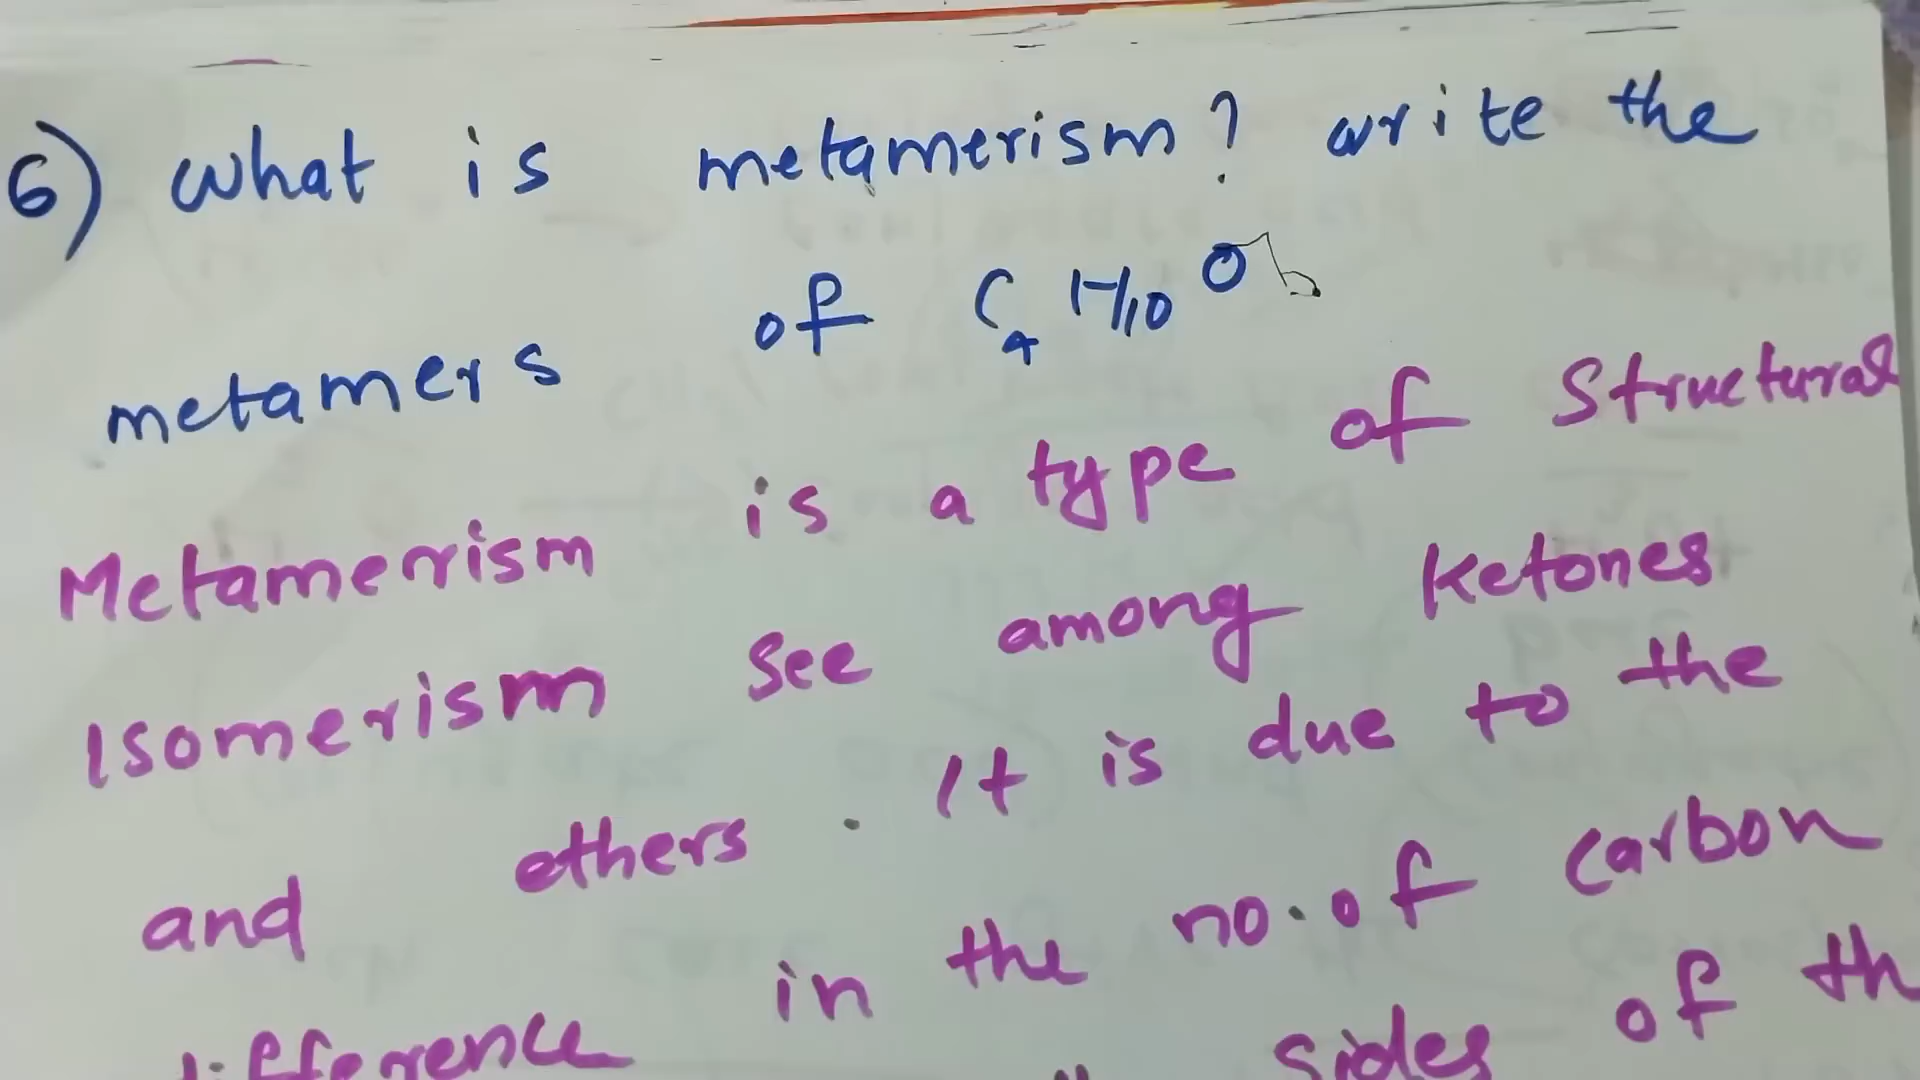 6) what is metamerism? write the
metamers of C4H10O
Metamerism is a type of structural
Isomerism see among ketones
and ethers. It is due to the
difference in the no. of carbon
sides of th